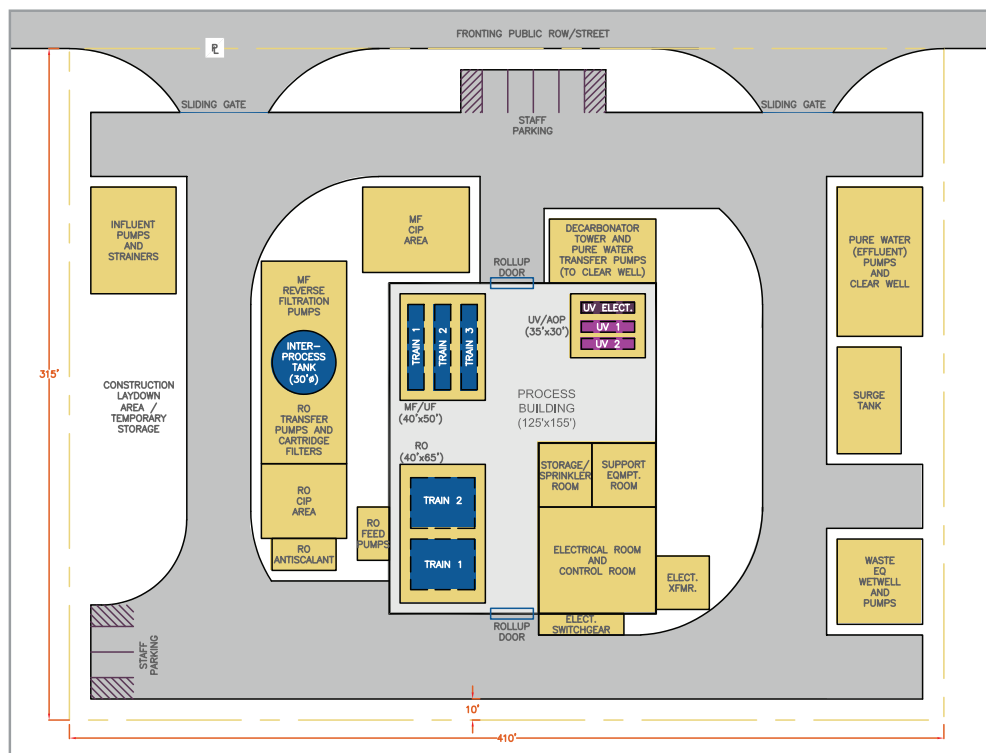 FRONTING PUBLIC ROW/STREET
PL
SLIDING GATE
SLIDING GATE
STAFF
PARKING
INFLUENT
PUMPS
AND
STRAINERS
MF
CIP
AREA
DECARBONATOR
TOWER AND
PURE WATER
TRANSFER PUMPS
(TO CLEAR WELL)
PURE WATER
(EFFLUENT)
PUMPS
AND
CLEAR WELL
ROLLUP
DOOR
MF
REVERSE
FILTRATION
PUMPS
INTER-
PROCESS
TANK
(30'ø)
RO
TRANSFER
PUMPS AND
CARTRIDGE
FILTERS
TRAIN 1
TRAIN 2
TRAIN 3
MF/UF
(40'x50')
UV/AOP
(35'x30')
UV ELECT.
UV 1
UV 2
315'
CONSTRUCTION
LAYDOWN
AREA /
TEMPORARY
STORAGE
PROCESS
BUILDING
(125'x155')
SURGE
TANK
RO
(40'x65')
TRAIN 2
TRAIN 1
STORAGE/
SPRINKLER
ROOM
SUPPORT
EQMPT.
ROOM
RO
CIP
AREA
RO
FEED
PUMPS
RO
ANTISCALANT
ELECTRICAL ROOM
AND
CONTROL ROOM
ELECT.
XFMR.
WASTE
EQ
WETWELL
AND
PUMPS
ROLLUP
DOOR
ELECT.
SWITCHGEAR
STAFF
PARKING
10'
410'